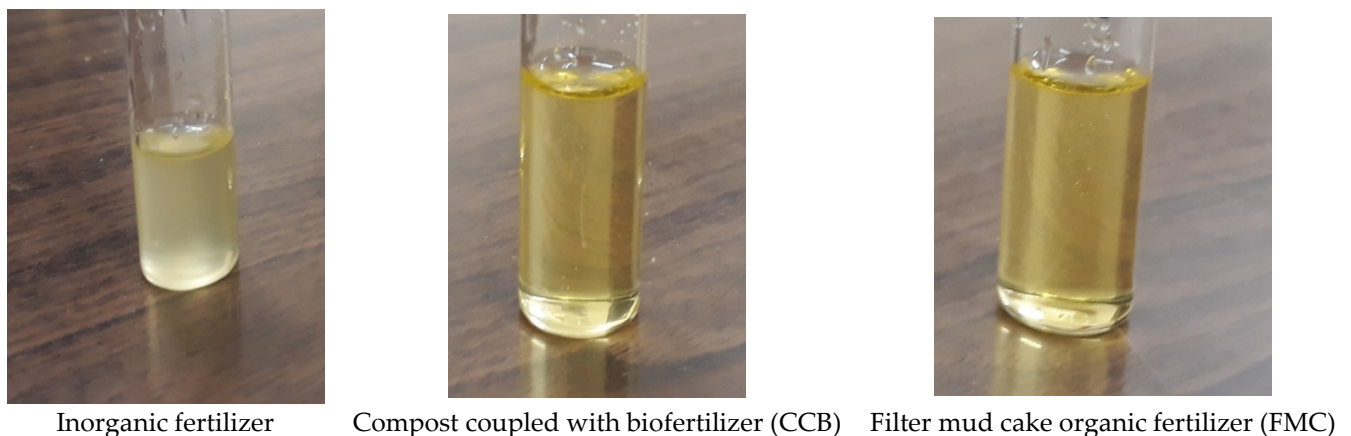 Inorganic fertilizer
Compost coupled with biofertilizer (CCB)
Filter mud cake organic fertilizer (FMC)